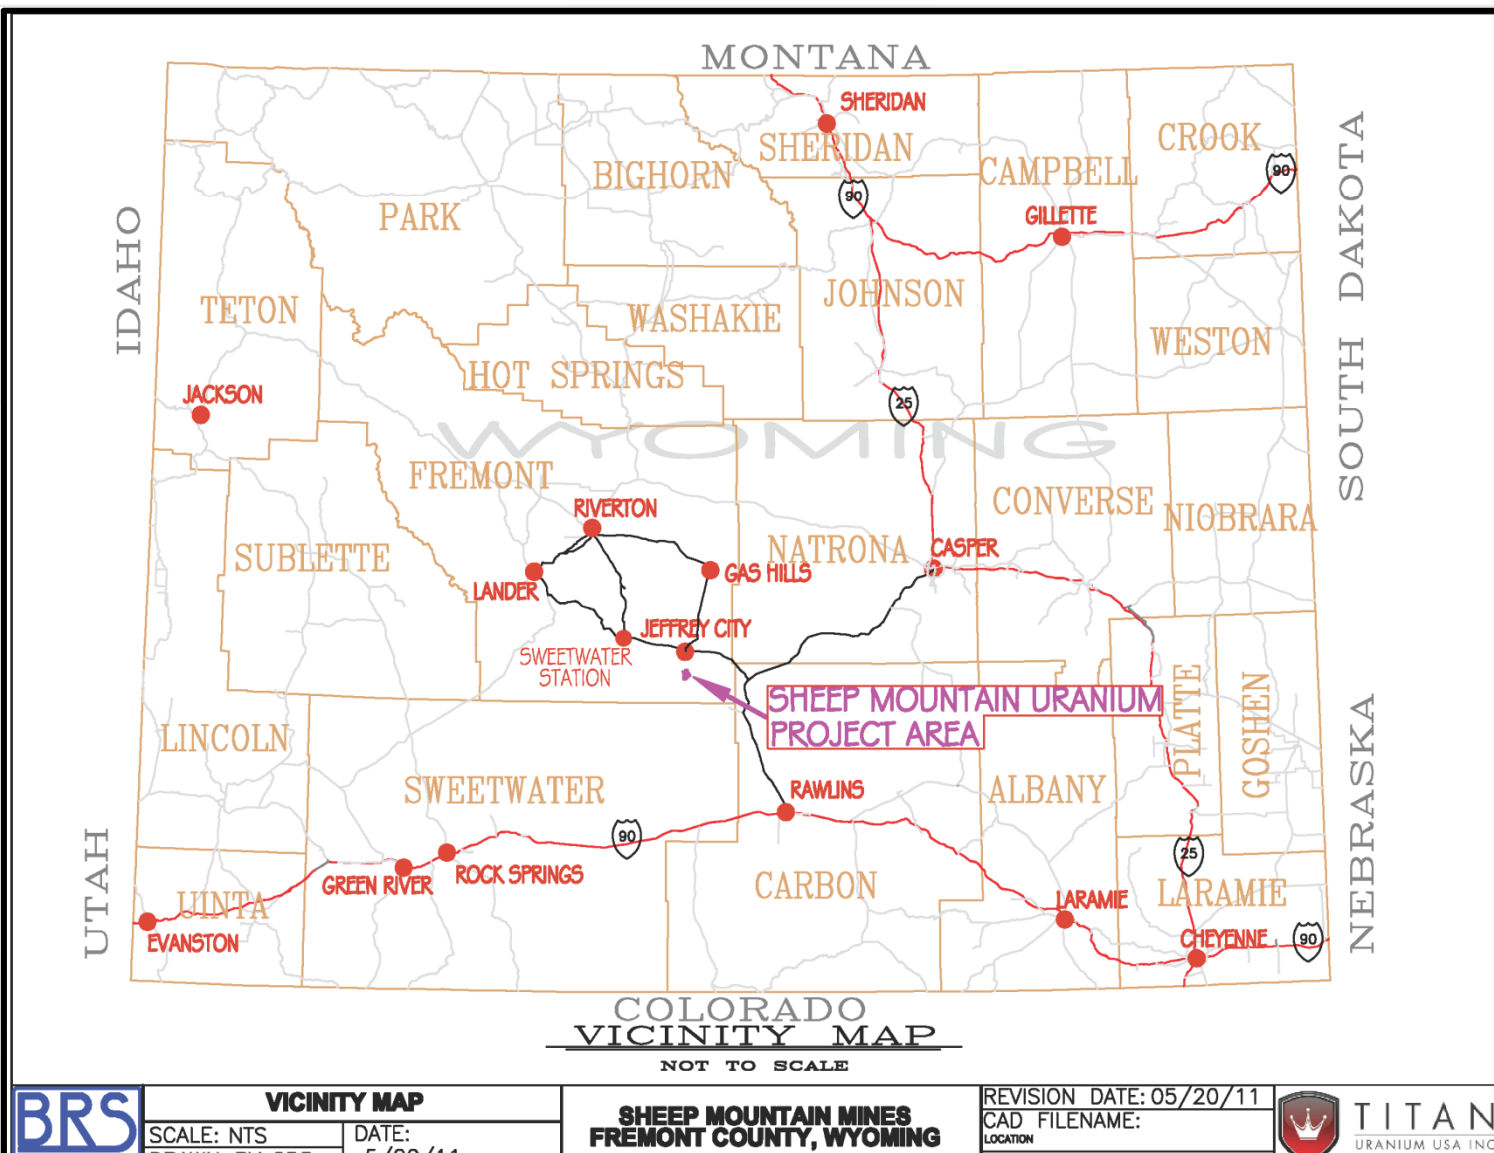 MONTANA
SHERIDAN
SHERIDAN
CROOK
90
CAMPBELL
BIGHORN
90
PARK
GILLETTE
IDAHO
SOUTH DAKOTA
TETON
JOHNSON
WASHAKIE
WESTON
HOT SPRINGS
JACKSON
25
WYOMING
FREMONT
CONVERSE
RIVERTON
NIOBRARA
SUBLETTE
NATRONA
CASPER
GAS HILLS
LANDER
JEFFREY CITY
SWEETWATER
STATION
SHEEP MOUNTAIN URANIUM
PROJECT AREA
PLATTE
GOSHEN
LINCOLN
SWEETWATER
RAWLINS
ALBANY
NEBRASKA
UTAH
90
25
GREEN RIVER
ROCK SPRINGS
CARBON
LARAMIE
LARAMIE
UINTA
EVANSTON
CHEYENNE
90
COLORADO
VICINITY MAP
NOT TO SCALE
BRS
VICINITY MAP
SCALE: NTS
DATE:
5/20/11
SHEEP MOUNTAIN MINES
FREMONT COUNTY, WYOMING
REVISION DATE: 05/20/11
CAD FILENAME:
LOCATION
TITAN
URANIUM USA INC